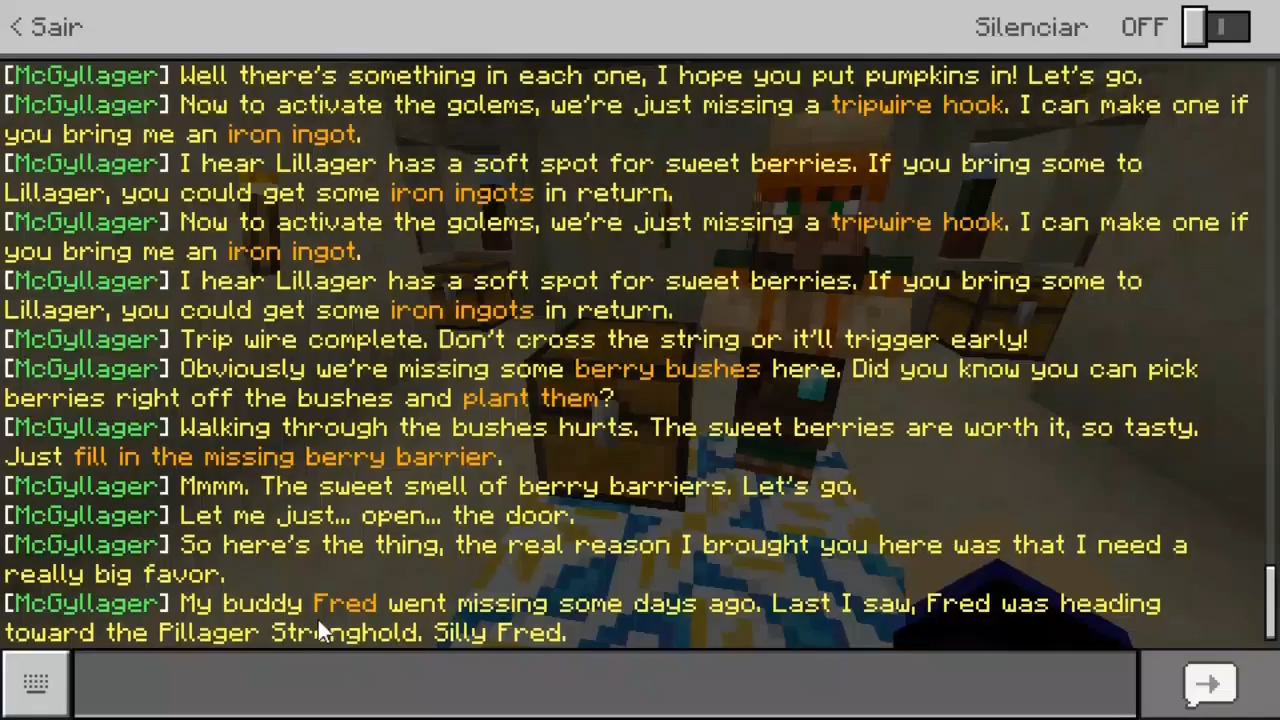 < Sair
Silenciar OFF
[McGyllager] Well there's something in each one, I hope you put pumpkins in! Let's go.
[McGyllager] Now to activate the golems, we're just missing a tripwire hook. I can make one if
you bring me an iron ingot.
[McGyllager] I hear Lillager has a soft spot for sweet berries. If you bring some to
Lillager, you could get some iron ingots in return.
[McGyllager] Now to activate the golems, we're just missing a tripwire hook. I can make one if
you bring me an iron ingot.
[McGyllager] I hear Lillager has a soft spot for sweet berries. If you bring some to
Lillager, you could get some iron ingots in return.
[McGyllager] Trip wire complete. Don't cross the string or it'll trigger early!
[McGyllager] Obviously we're missing some berry bushes here. Did you know you can pick
berries right off the bushes and plant them?
[McGyllager] Walking through the bushes hurts. The sweet berries are worth it, so tasty.
Just fill in the missing berry barrier.
[McGyllager] Mmmm. The sweet smell of berry barriers. Let's go.
[McGyllager] Let me just... open... the door.
[McGyllager] So here's the thing, the real reason I brought you here was that I need a
really big favor.
[McGyllager] My buddy Fred went missing some days ago. Last I saw, Fred was heading
toward the Pillager Stronghold. Silly Fred.